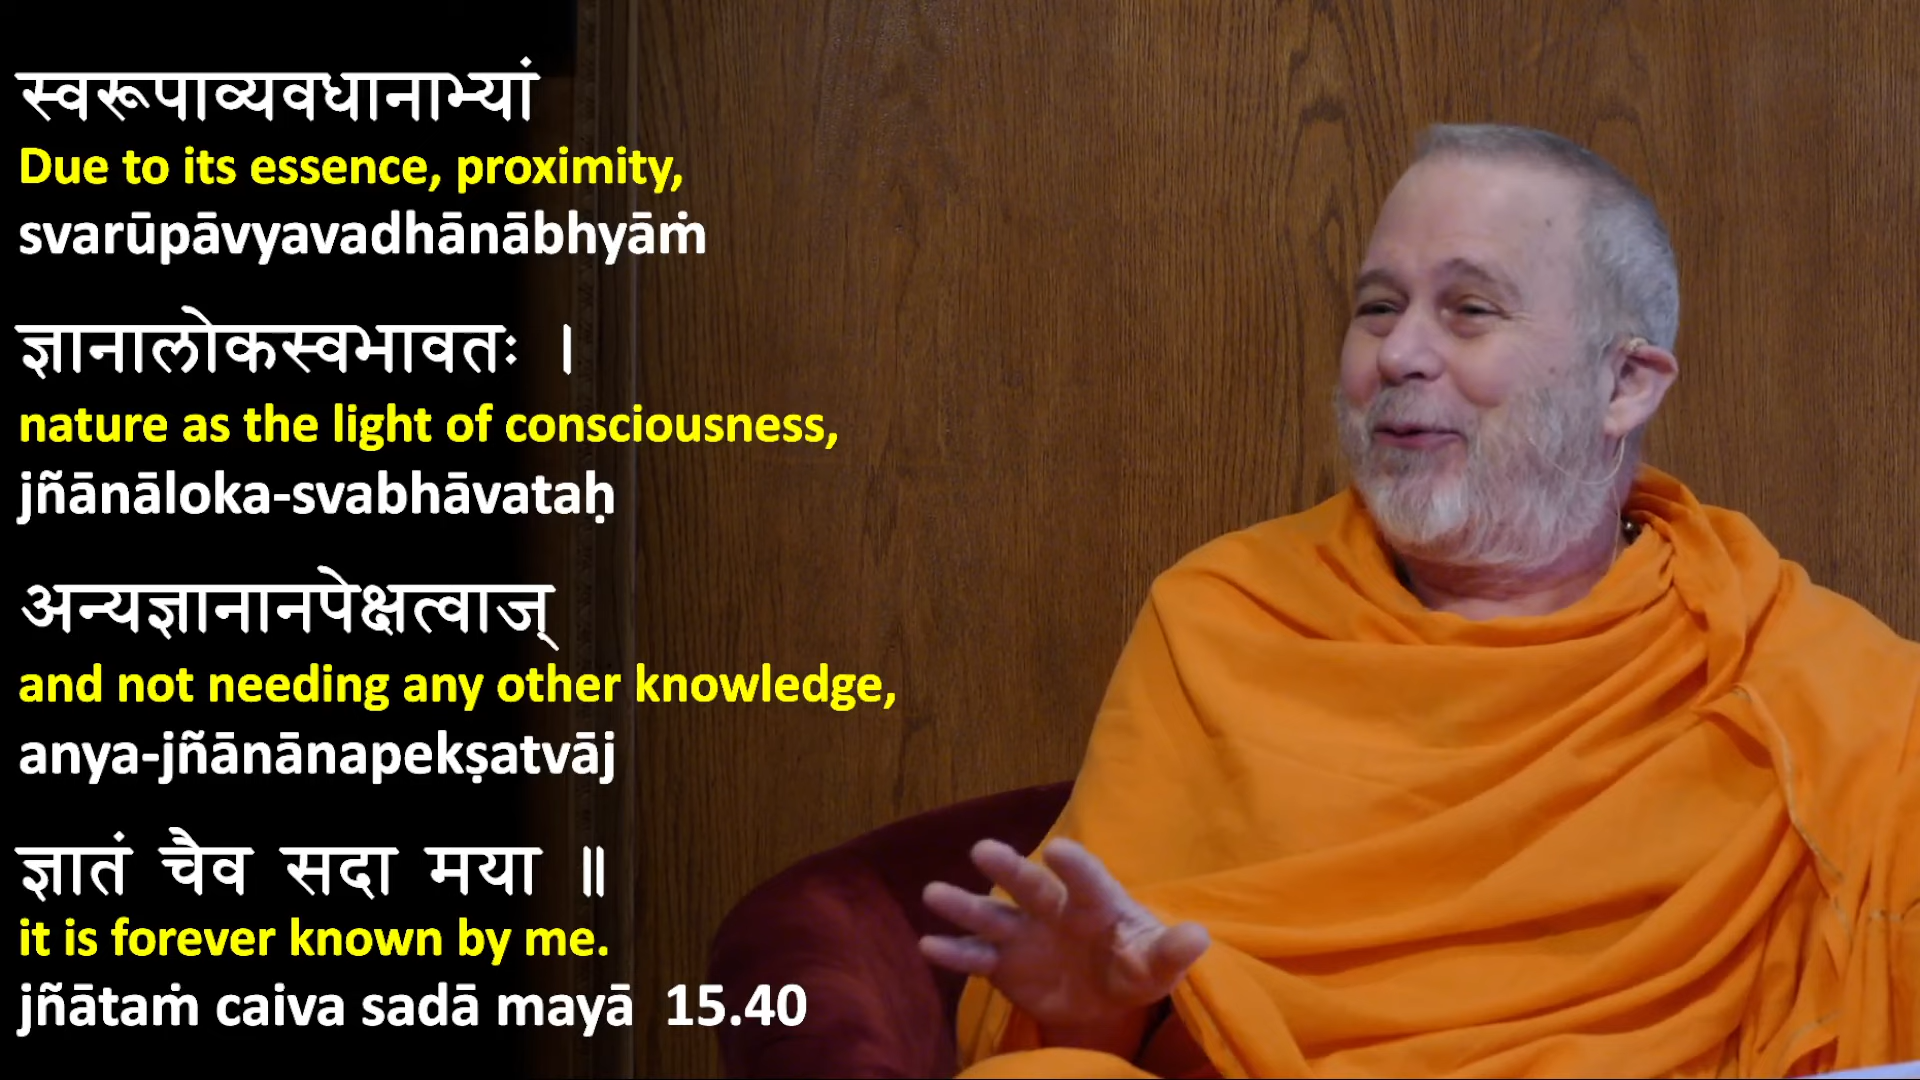 स्वरूपाव्यवधानाभ्यां
Due to its essence, proximity,
svarūpāvyavadhānābhyāṁ
ज्ञानालोकस्वभावतः ।
nature as the light of consciousness,
jñānāloka-svabhāvataḥ
अन्यज्ञानानपेक्षत्वाज्
and not needing any other knowledge,
anya-jñānānapekṣatvāj
ज्ञातं चैव सदा मया ॥
it is forever known by me.
jñātaṁ caiva sadā mayā 15.40